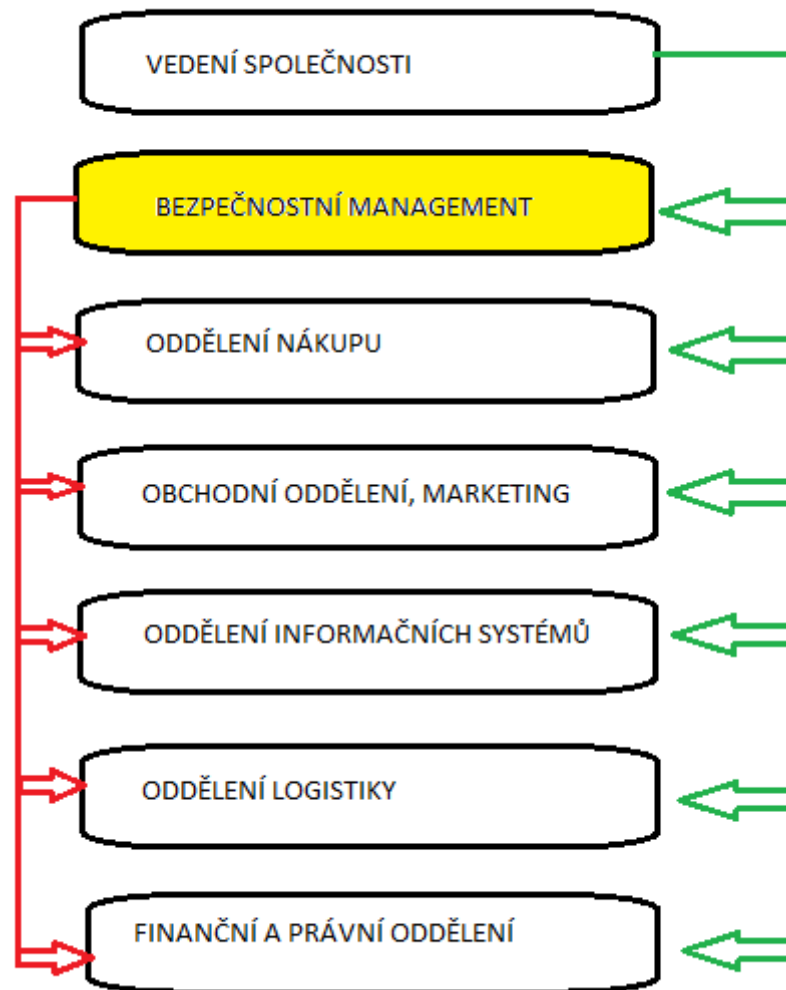 VEDENÍ SPOLEČNOSTI
BEZPEČNOSTNÍ MANAGEMENT
ODDĚLENÍ NÁKUPU
OBCHODNÍ ODDĚLENÍ, MARKETING
ODDĚLENÍ INFORMAČNÍCH SYSTÉMŮ
ODDĚLENÍ LOGISTIKY
FINANČNÍ A PRÁVNÍ ODDĚLENÍ